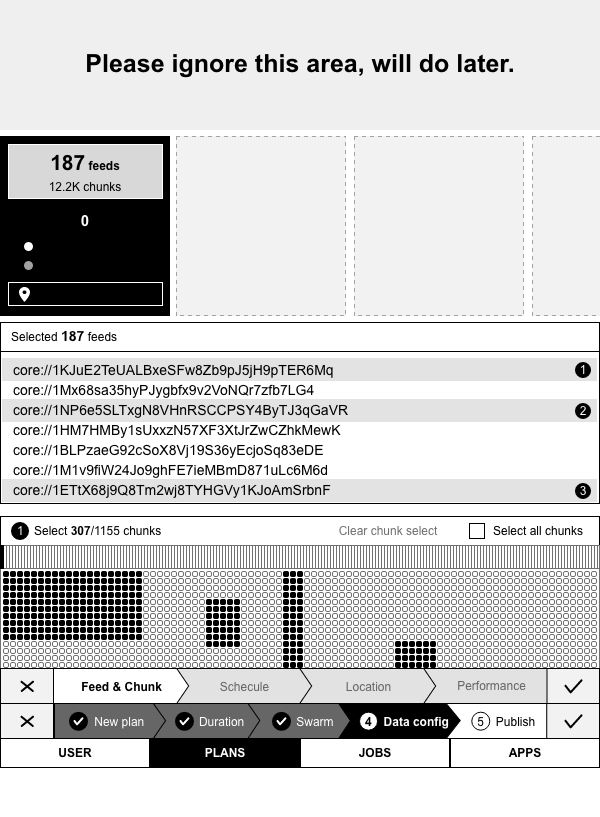 Please ignore this area, will do later.
187 feeds
12.2K chunks
0
Selected 187 feeds
core://1KJuE2TeUALBxeSFw8Zb9pJ5jH9pTER6Mq 1
core://1Mx68sa35hyPJygbfx9v2VoNQr7zfb7LG4
core://1NP6e5SLTxgN8VHnRSCCPSY4ByTJ3qGaVR 2
core://1HM7HMBy1sUxxzN57XF3XtJrZwCZhkMewK
core://1BLPzaeG92cSoX8Vj19S36yEcjoSq83eDE
core://1M1v9fiW24Jo9ghFE7ieMBmD871uLc6M6d
core://1ETtX68j9Q8Tm2wj8TYHGVy1KJoAmSrbnF 3
1 Select 307/1155 chunks Clear chunk select Select all chunks
Feed & Chunk Schecule Location Performance
New plan Duration Swarm 4 Data config 5 Publish
USER PLANS JOBS APPS